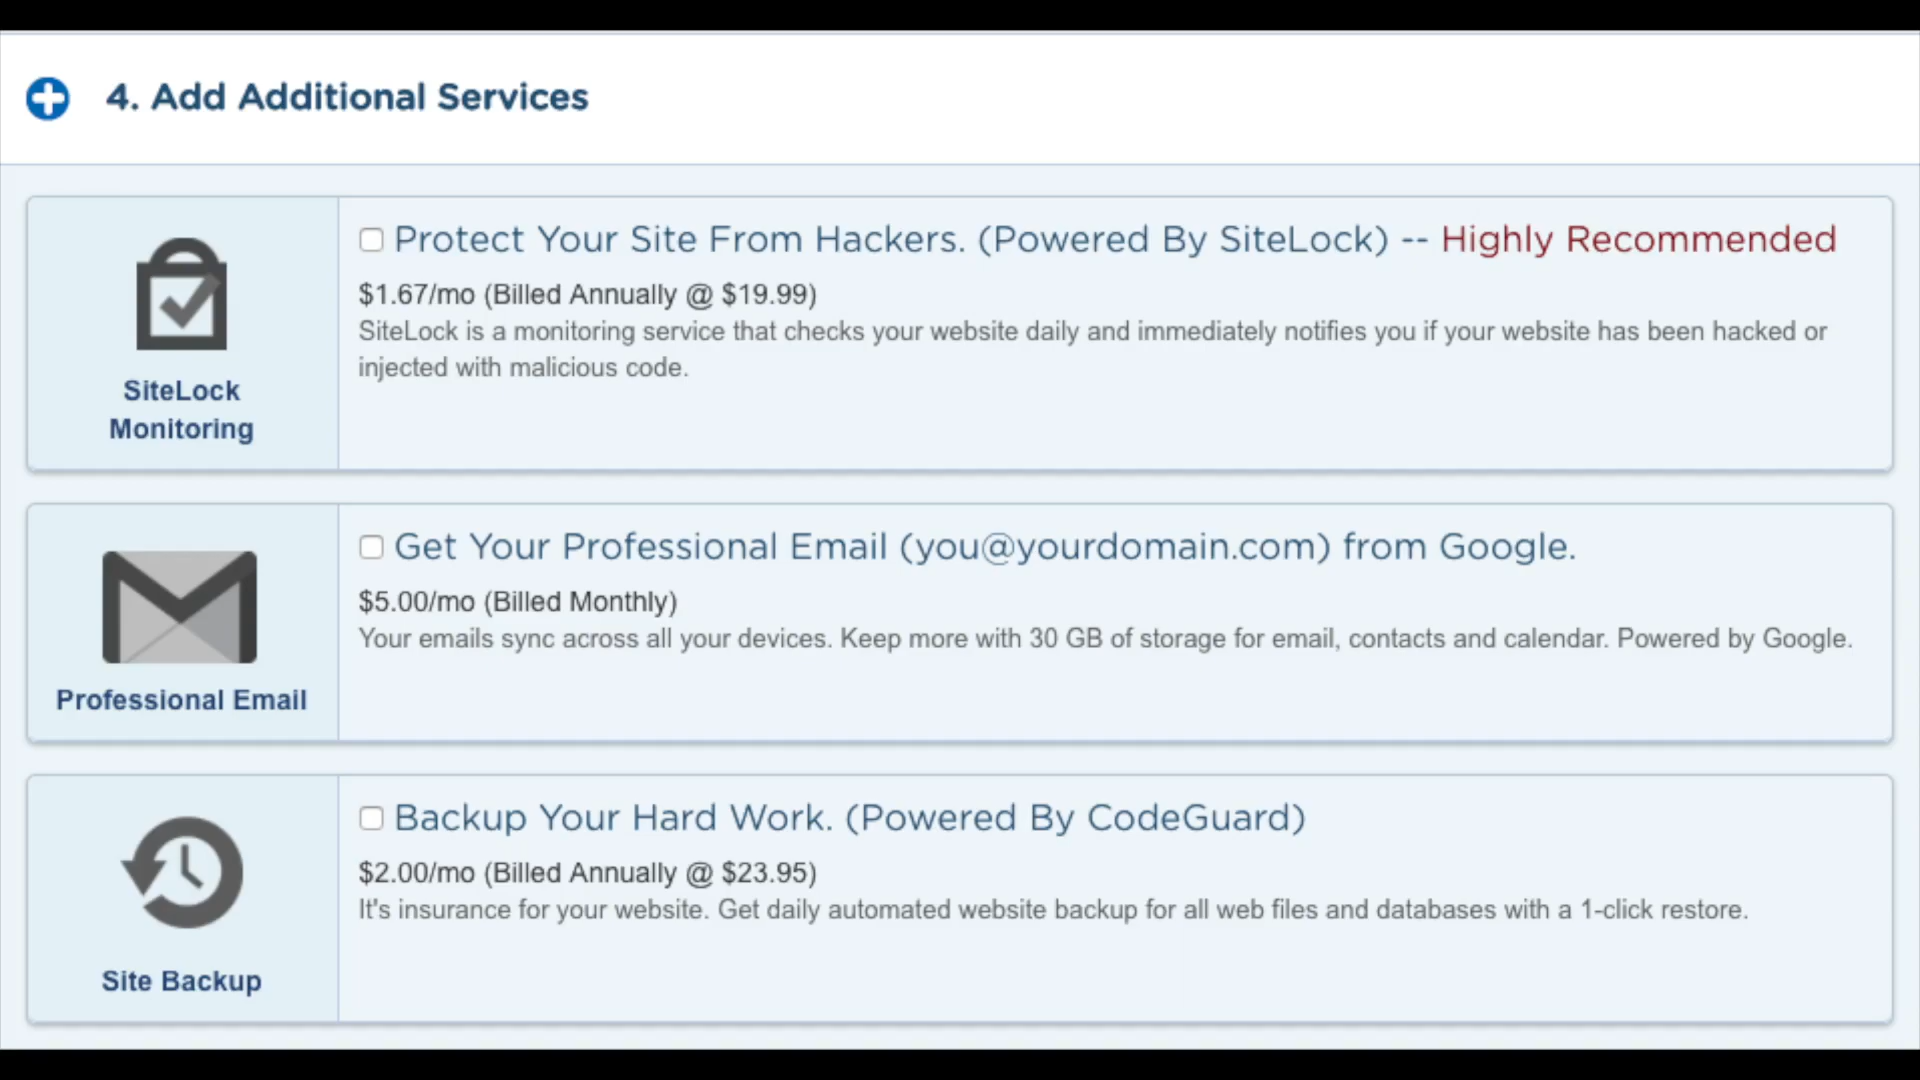 4. Add Additional Services
Protect Your Site From Hackers. (Powered By SiteLock) -- Highly Recommended
$1.67/mo (Billed Annually @ $19.99)
SiteLock is a monitoring service that checks your website daily and immediately notifies you if your website has been hacked or
injected with malicious code.
SiteLock
Monitoring
Get Your Professional Email (you@yourdomain.com) from Google.
$5.00/mo (Billed Monthly)
Your emails sync across all your devices. Keep more with 30 GB of storage for email, contacts and calendar. Powered by Google.
Professional Email
Backup Your Hard Work. (Powered By CodeGuard)
$2.00/mo (Billed Annually @ $23.95)
It's insurance for your website. Get daily automated website backup for all web files and databases with a 1-click restore.
Site Backup